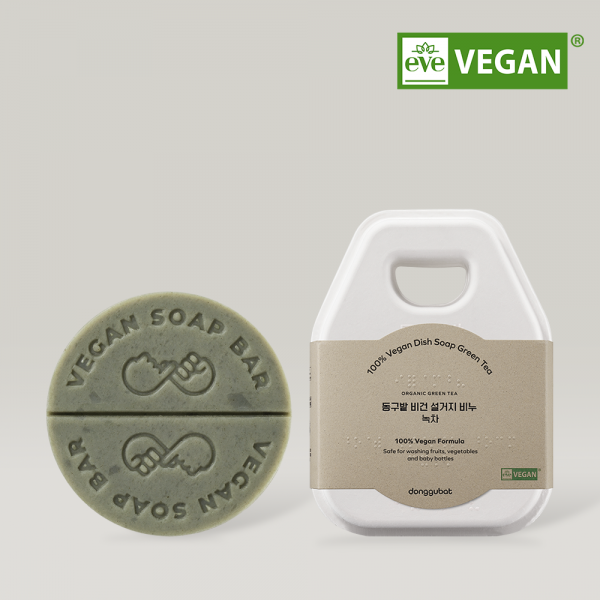 eve VEGAN®
VEGAN SOAP BAR
VEGAN SOAP BAR
100% Vegan Dish Soap Green Tea
ORGANIC GREEN TEA
동구밭 비건 설거지 비누
녹차
100% Vegan Formula
Safe for washing fruits, vegetables
and baby bottles
eve VEGAN
donggubat